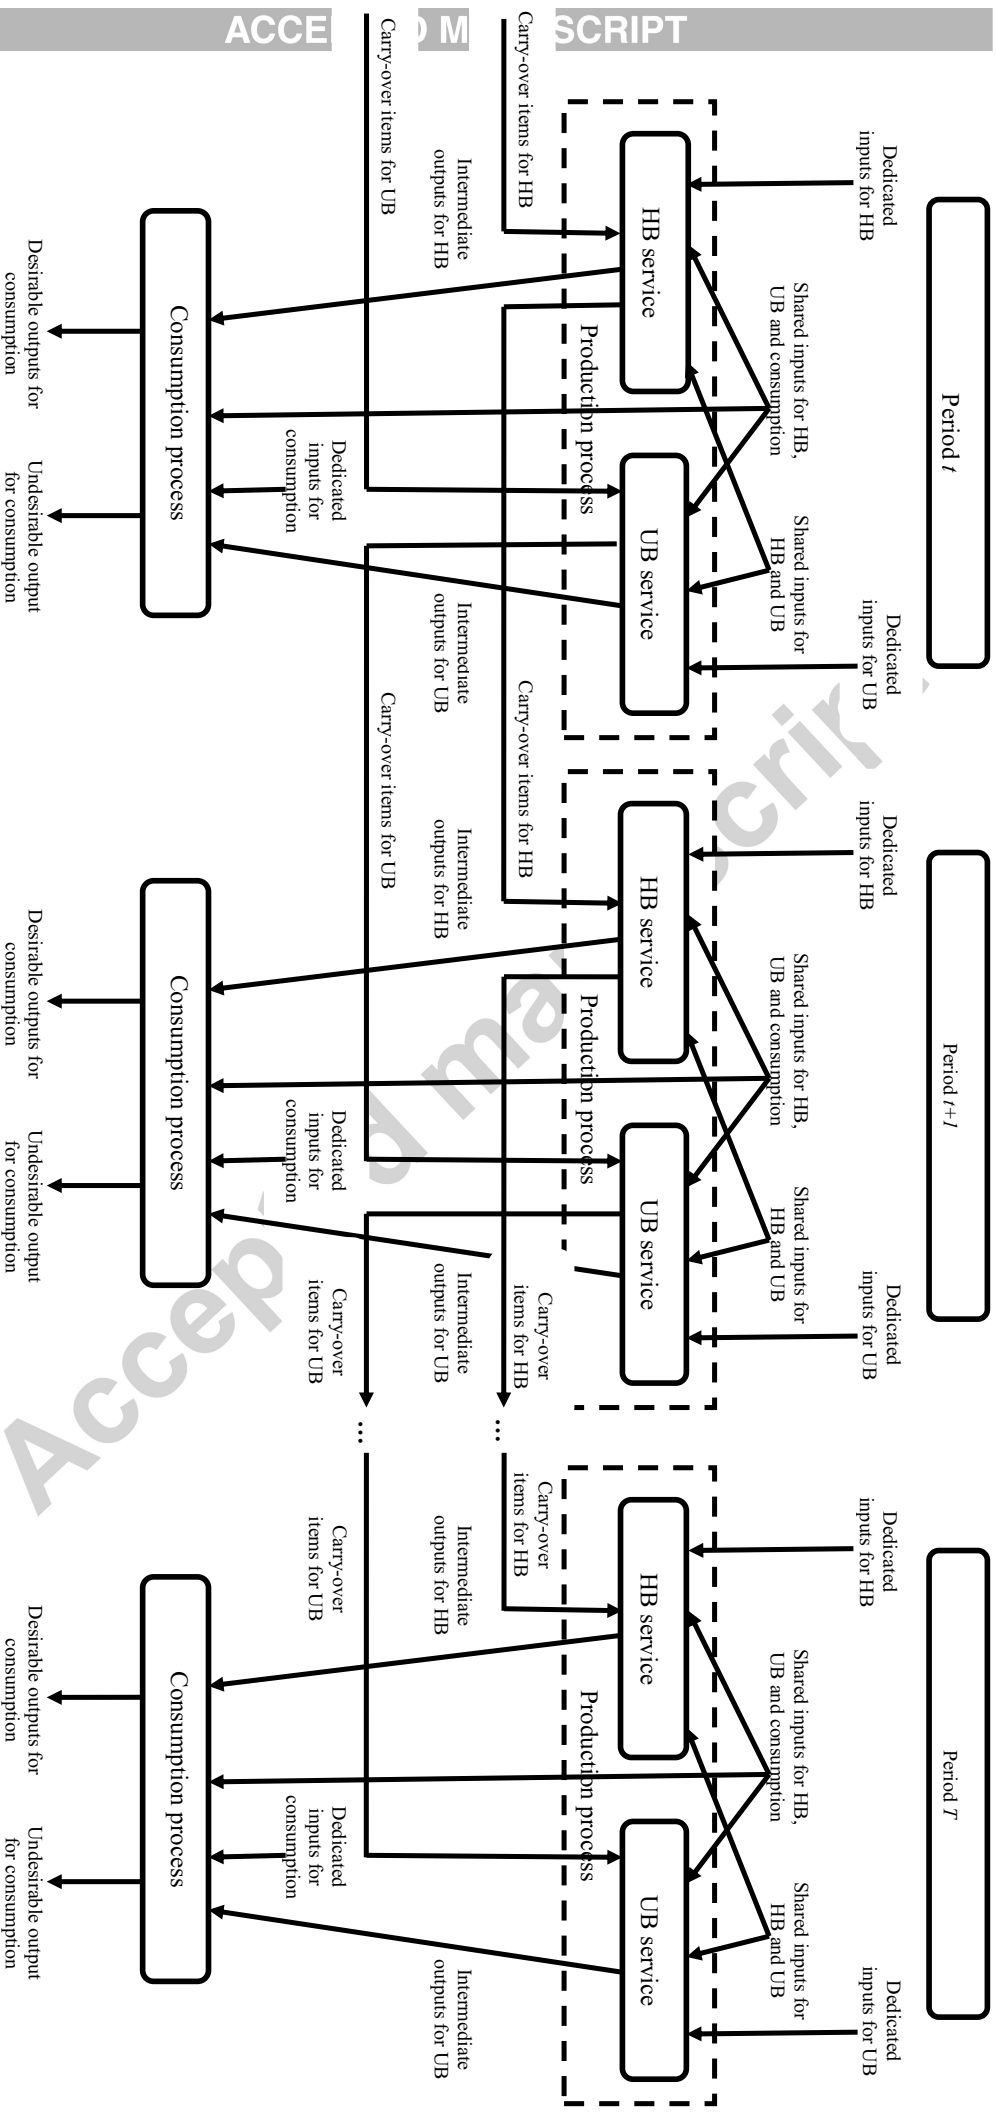 ACCE D M SCRIPT
Period t
Dedicated
inputs for HB
Shared inputs for HB,
UB and consumption
Shared inputs for
HB and UB
Dedicated
inputs for UB
HB service
UB service
Production process
Carry-over items for HB
Intermediate
outputs for HB
Intermediate
outputs for UB
Carry-over items for UB
Dedicated
inputs for
consumption
Consumption process
Desirable outputs for
consumption
Undesirable output
for consumption
Period t+1
Dedicated
inputs for HB
Shared inputs for HB,
UB and consumption
Shared inputs for
HB and UB
Dedicated
inputs for UB
HB service
UB service
Production process
Carry-over items for HB
Intermediate
outputs for HB
Intermediate
outputs for UB
Carry-over items for UB
Dedicated
inputs for
consumption
Consumption process
Desirable outputs for
consumption
Undesirable output
for consumption
Carry-over
items for HB
...
Carry-over
items for UB
...
Period T
Dedicated
inputs for HB
Shared inputs for HB,
UB and consumption
Shared inputs for
HB and UB
Dedicated
inputs for UB
HB service
UB service
Production process
Carry-over
items for HB
Intermediate
outputs for HB
Intermediate
outputs for UB
Carry-over
items for UB
Dedicated
inputs for
consumption
Consumption process
Desirable outputs for
consumption
Undesirable output
for consumption
Accep d ma scrip